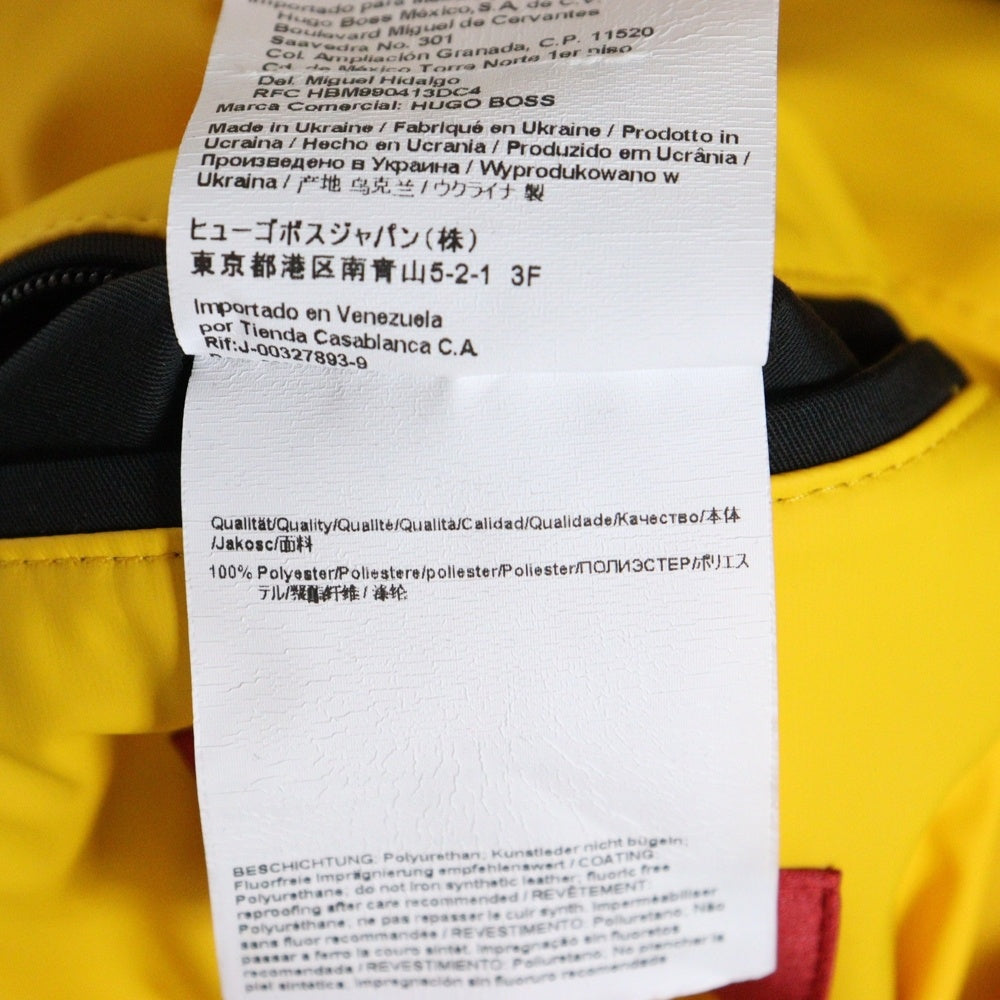 Importado para
Hugo Boss México, S.A. de C.V.
Boulevard Miguel de Cervantes
Saavedra No. 301
Col. Ampliación Granada, C.P. 11520
Cd. de México Torre Norte 1er piso
Del. Miguel Hidalgo
RFC HBM990413DC4
Marca Comercial: HUGO BOSS
Made in Ukraine / Fabriqué en Ukraine / Prodotto in
Ucraina / Hecho en Ucrania / Produzido em Ucrânia /
Произведено в Украина / Wyprodukowano w
Ukraina / 产地 乌克兰 / ウクライナ 製
ヒューゴボスジャパン(株)
東京都港区南青山5-2-1 3F
Importado en Venezuela
por Tienda Casablanca C.A.
Rif:J-00327893-9
Qualität/Quality/Qualité/Qualità/Calidad/Qualidade/Качество/本体
/Jakosc/面料
100% Polyester/Poliestere/poliester/Poliester/ПОЛИЭСТЕР/ポリエス
テル/聚酯纤维 / 涤纶
BESCHICHTUNG: Polyurethan; Kunstleder nicht bügeln;
Fluorfreie Imprägnierung empfehlenswert / COATING:
Polyurethane; do not iron synthetic leather; fluoric free
reproofing after care recommended / REVÊTEMENT:
Polyuréthane, ne pas repasser le cuir synth. Imperméabiliser
sans fluor recommandée / REVESTIMENTO: Poliuretano. Não
passar a ferro la couro sintét. Impregnação sin fluoretos
recomendada / REVESTIMIENTO: Poliuretano, No planchar la
piel sintética. Impregnación sin fluoruro recomendada